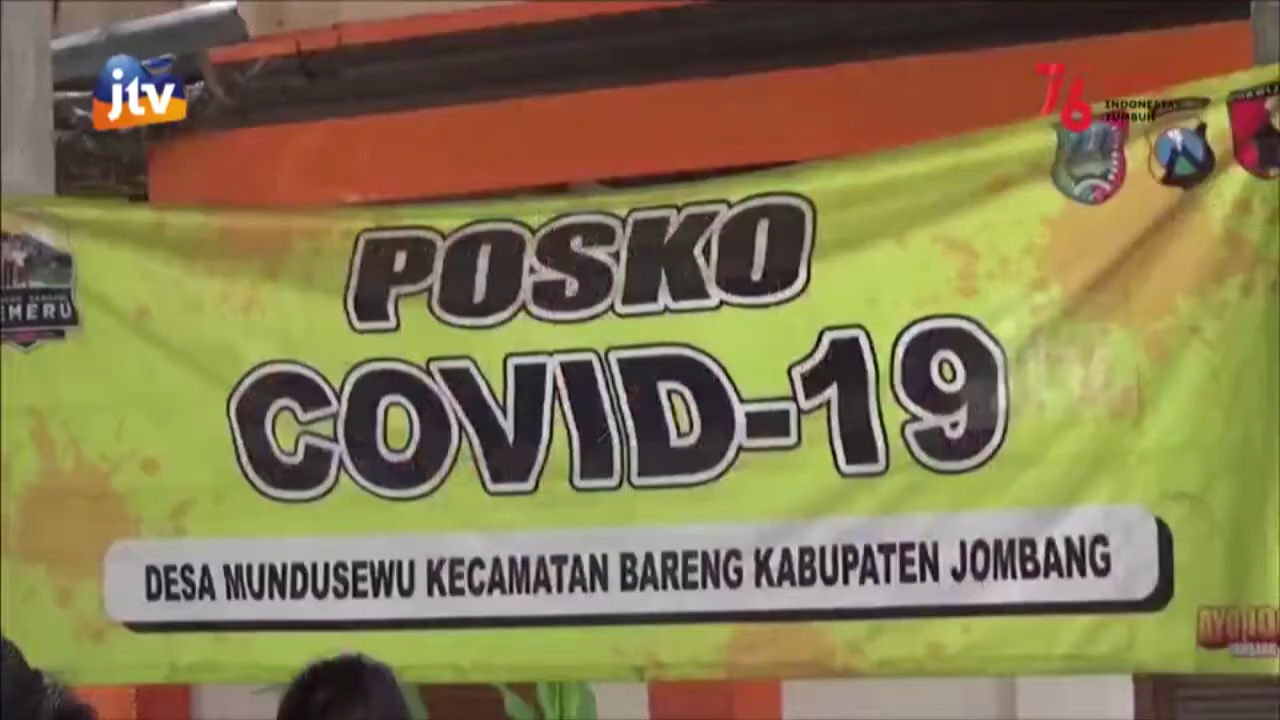 jtv
76
INDONESIA
TUMBUH
POSKO
COVID-19
DESA MUNDUSEWU KECAMATAN BARENG KABUPATEN JOMBANG